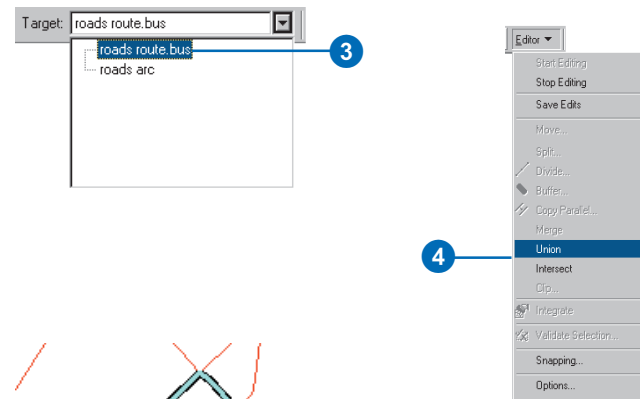 Target: roads route.bus
roads route.bus
roads arc
3
Editor
Start Editing
Stop Editing
Save Edits
Move...
Split...
Divide...
Buffer...
Copy Parallel...
Merge
Union
4
Intersect
Clip...
Integrate
Validate Selection...
Snapping...
Options...